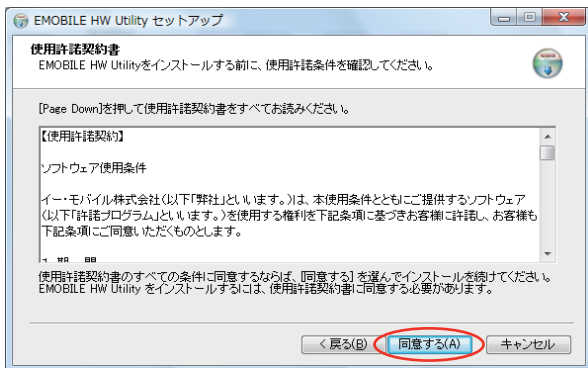 EMOBILE HW Utility セットアップ
使用許諾契約書
EMOBILE HW Utilityをインストールする前に、使用許諾条件を確認してください。
[Page Down]を押して使用許諾契約書をすべてお読みください。
【使用許諾契約】
ソフトウェア使用条件
イー・モバイル株式会社(以下「弊社」といいます。)は、本使用条件とともにご提供するソフトウェア
(以下「許諾プログラム」といいます。)を使用する権利を下記条項に基づきお客様に許諾し、お客様も
下記条項にご同意いただくものとします。
使用許諾契約書のすべての条件に同意するならば、[同意する] を選んでインストールを続けてください。
EMOBILE HW Utility をインストールするには、使用許諾契約書に同意する必要があります。
< 戻る(B)
同意する(A)
キャンセル